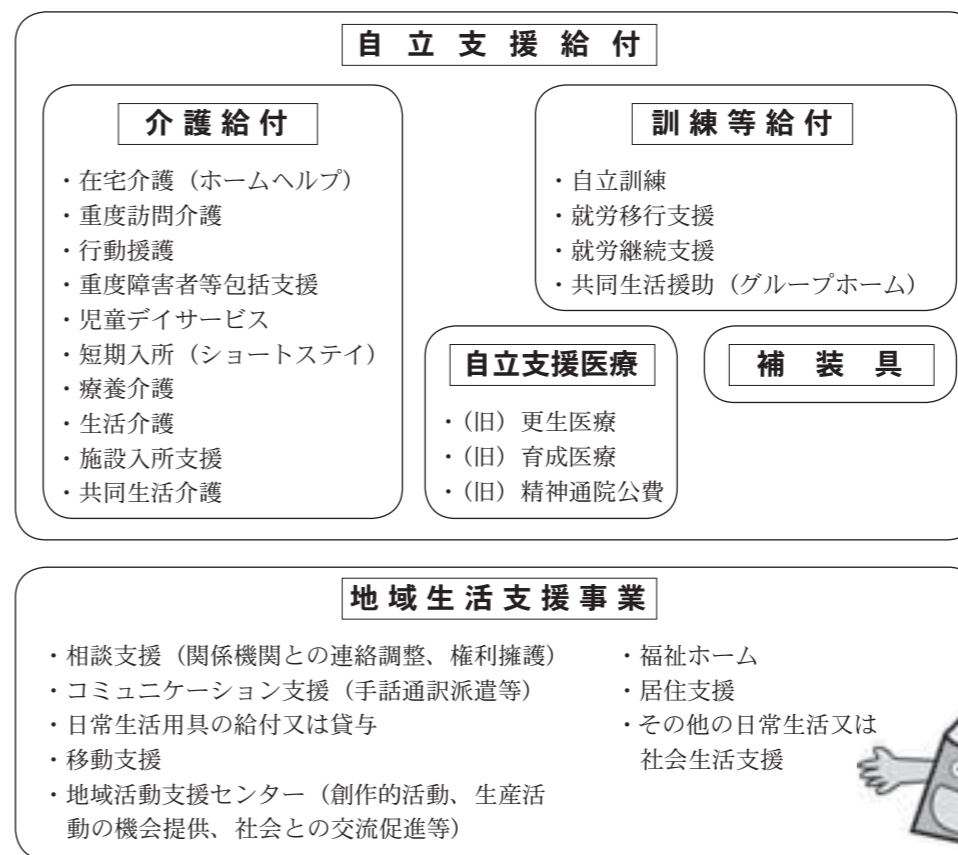 自立支援給付
介護給付
・在宅介護（ホームヘルプ）
・重度訪問介護
・行動援護
・重度障害者等包括支援
・児童デイサービス
・短期入所（ショートステイ）
・療養介護
・生活介護
・施設入所支援
・共同生活介護
訓練等給付
・自立訓練
・就労移行支援
・就労継続支援
・共同生活援助（グループホーム）
自立支援医療
・（旧）更生医療
・（旧）育成医療
・（旧）精神通院公費
補装具
地域生活支援事業
・相談支援（関係機関との連絡調整、権利擁護）
・コミュニケーション支援（手話通訳派遣等）
・日常生活用具の給付又は貸与
・移動支援
・地域活動支援センター（創作的活動、生産活
動の機会提供、社会との交流促進等）
・福祉ホーム
・居住支援
・その他の日常生活又は
社会生活支援